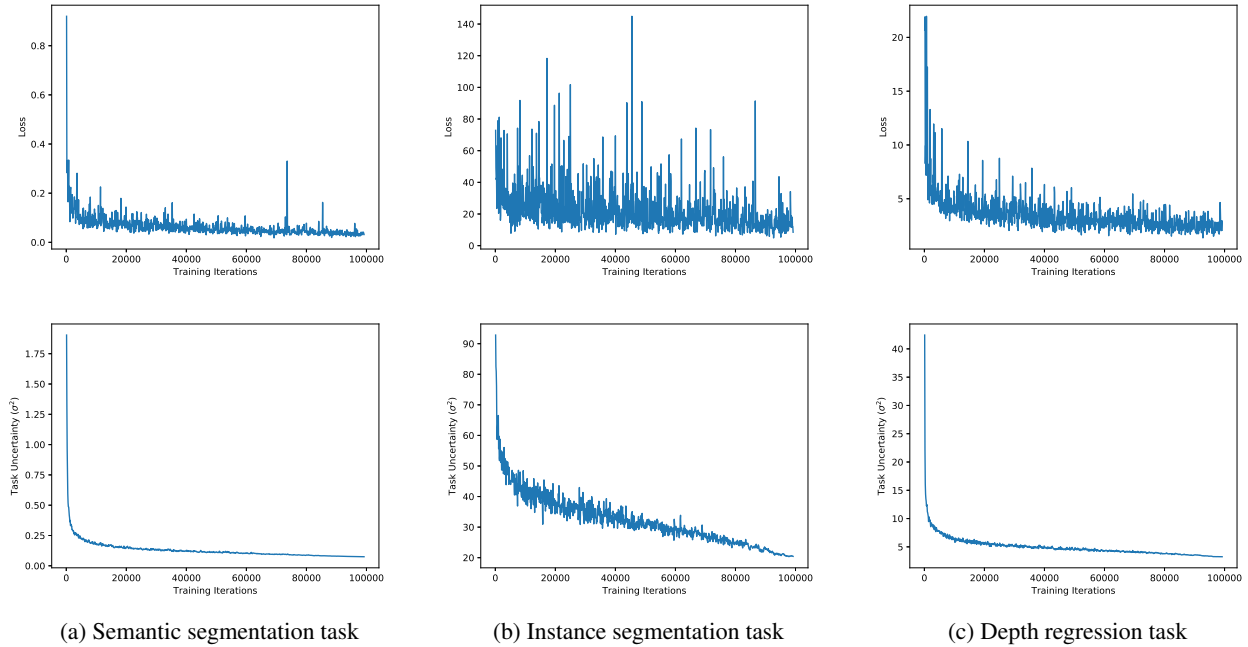 0.8
0.6
0.4
0.2
0.0
Loss
0 20000 40000 60000 80000 100000
Training Iterations
140
120
100
80
60
40
20
0
Loss
0 20000 40000 60000 80000 100000
Training Iterations
20
15
10
5
Loss
0 20000 40000 60000 80000 100000
Training Iterations
1.75
1.50
1.25
1.00
0.75
0.50
0.25
0.00
Task Uncertainty (σ²)
0 20000 40000 60000 80000 100000
Training Iterations
90
80
70
60
50
40
30
20
Task Uncertainty (σ²)
0 20000 40000 60000 80000 100000
Training Iterations
40
35
30
25
20
15
10
5
Task Uncertainty (σ²)
0 20000 40000 60000 80000 100000
Training Iterations
(a) Semantic segmentation task
(b) Instance segmentation task
(c) Depth regression task